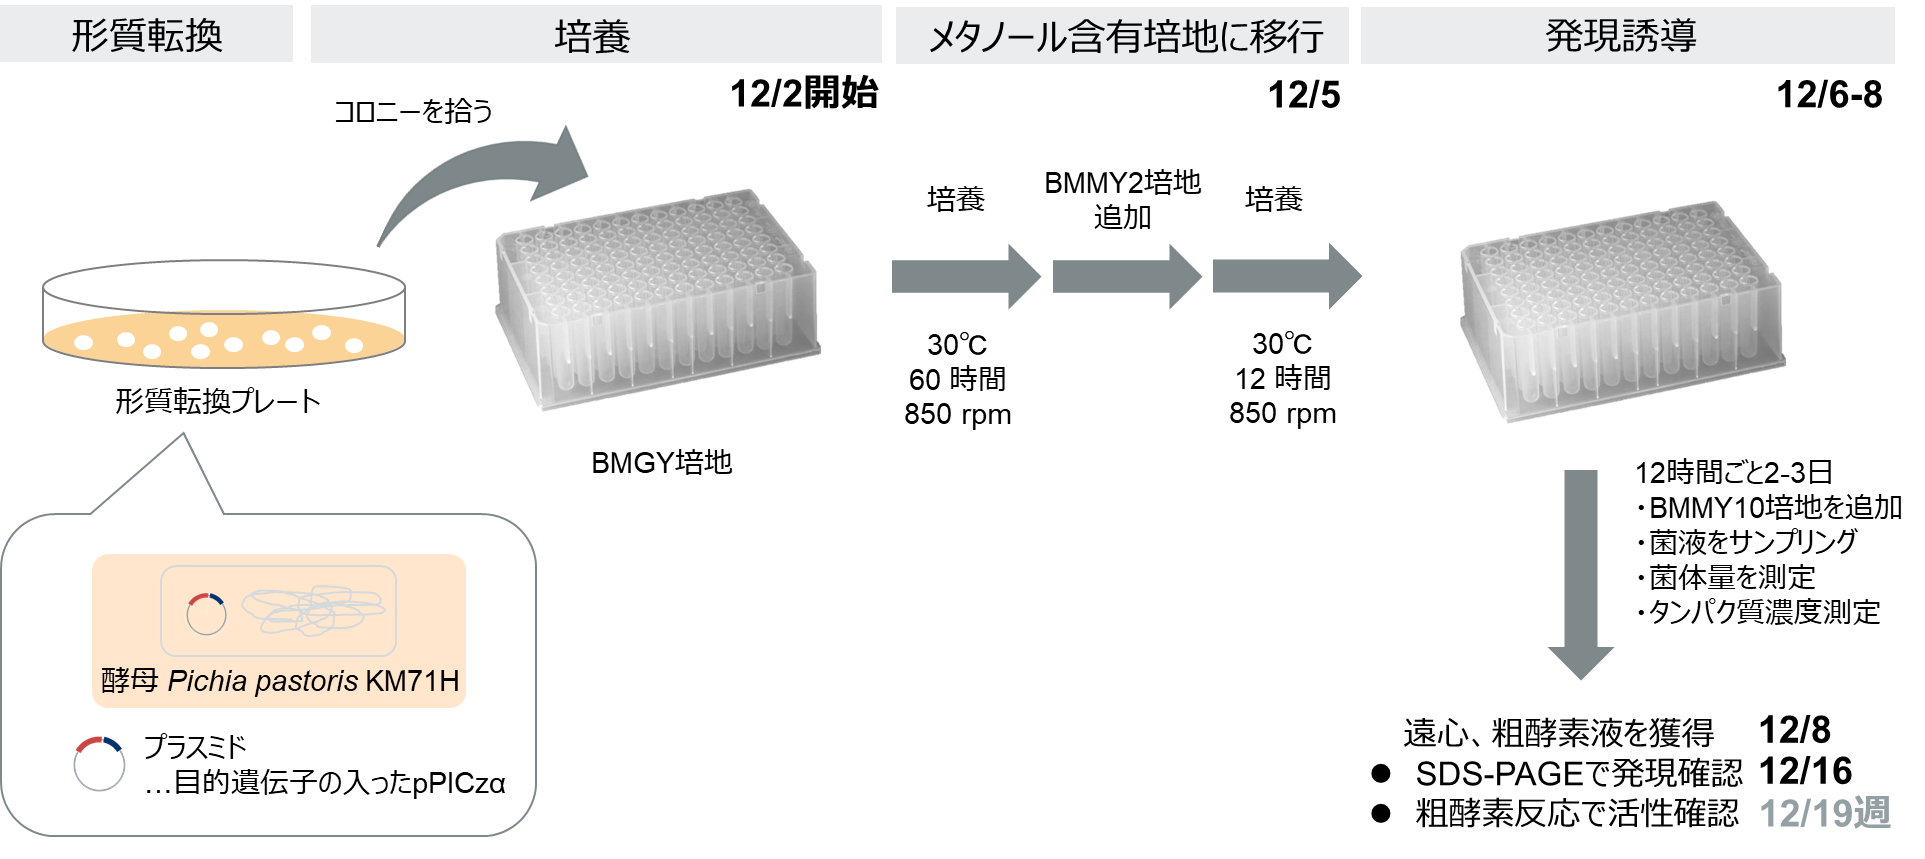 形質転換
培養
メタノール含有培地に移行
発現誘導
12/2開始
12/5
12/6-8
コロニーを拾う
培養
BMMY2培地
追加
培養
30℃
60 時間
850 rpm
30℃
12 時間
850 rpm
形質転換プレート
BMGY培地
12時間ごと2-3日
・BMMY10培地を追加
・菌液をサンプリング
・菌体量を測定
・タンパク質濃度測定
酵母 Pichia pastoris KM71H
プラスミド
…目的遺伝子の入ったpPICzα
遠心、粗酵素液を獲得 12/8
● SDS-PAGEで発現確認 12/16
● 粗酵素反応で活性確認 12/19週